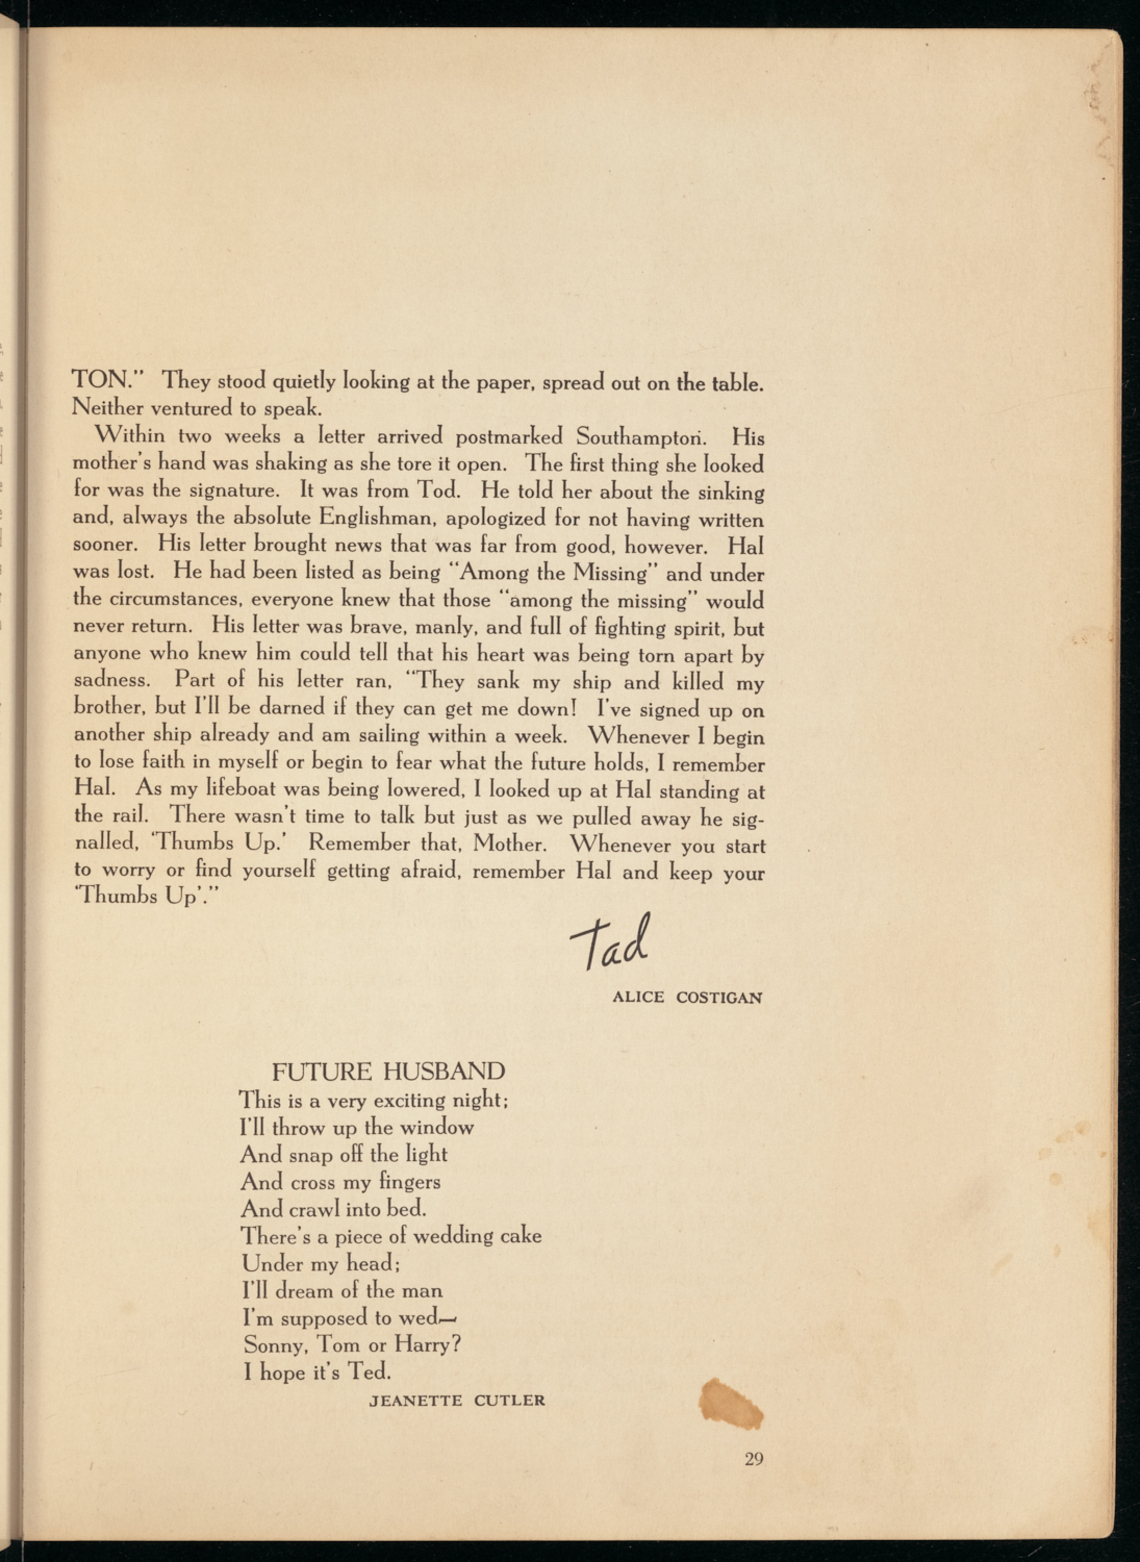 TON." They stood quietly looking at the paper, spread out on the table.
Neither ventured to speak.
Within two weeks a letter arrived postmarked Southampton. His
mother's hand was shaking as she tore it open. The first thing she looked
for was the signature. It was from Tod. He told her about the sinking
and, always the absolute Englishman, apologized for not having written
sooner. His letter brought news that was far from good, however. Hal
was lost. He had been listed as being "Among the Missing" and under
the circumstances, everyone knew that those "among the missing" would
never return. His letter was brave, manly, and full of fighting spirit, but
anyone who knew him could tell that his heart was being torn apart by
sadness. Part of his letter ran, "They sank my ship and killed my
brother, but I'll be darned if they can get me down! I've signed up on
another ship already and am sailing within a week. Whenever I begin
to lose faith in myself or begin to fear what the future holds, I remember
Hal. As my lifeboat was being lowered, I looked up at Hal standing at
the rail. There wasn't time to talk but just as we pulled away he sig-
nalled, 'Thumbs Up.' Remember that, Mother. Whenever you start
to worry or find yourself getting afraid, remember Hal and keep your
'Thumbs Up'."
Tad
ALICE COSTIGAN
FUTURE HUSBAND
This is a very exciting night;
I'll throw up the window
And snap off the light
And cross my fingers
And crawl into bed.
There's a piece of wedding cake
Under my head;
I'll dream of the man
I'm supposed to wed—
Sonny, Tom or Harry?
I hope it's Ted.
JEANETTE CUTLER
29